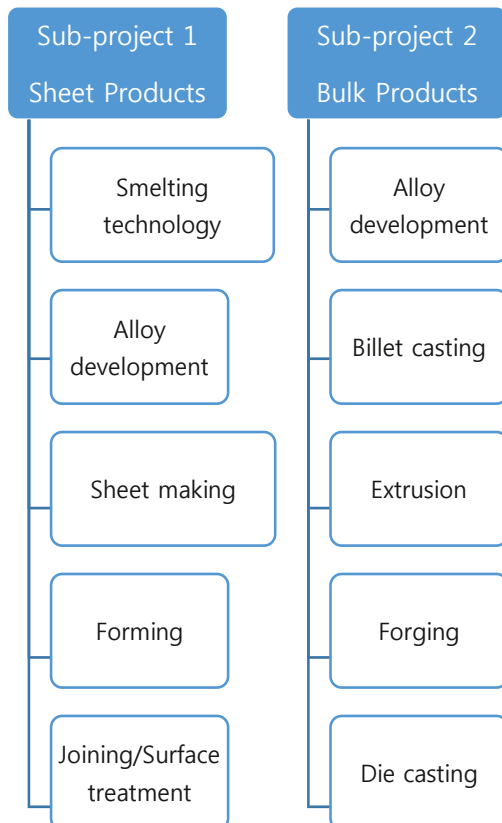 Sub-project 1
Sheet Products
Smelting
technology
Alloy
development
Sheet making
Forming
Joining/Surface
treatment
Sub-project 2
Bulk Products
Alloy
development
Billet casting
Extrusion
Forging
Die casting